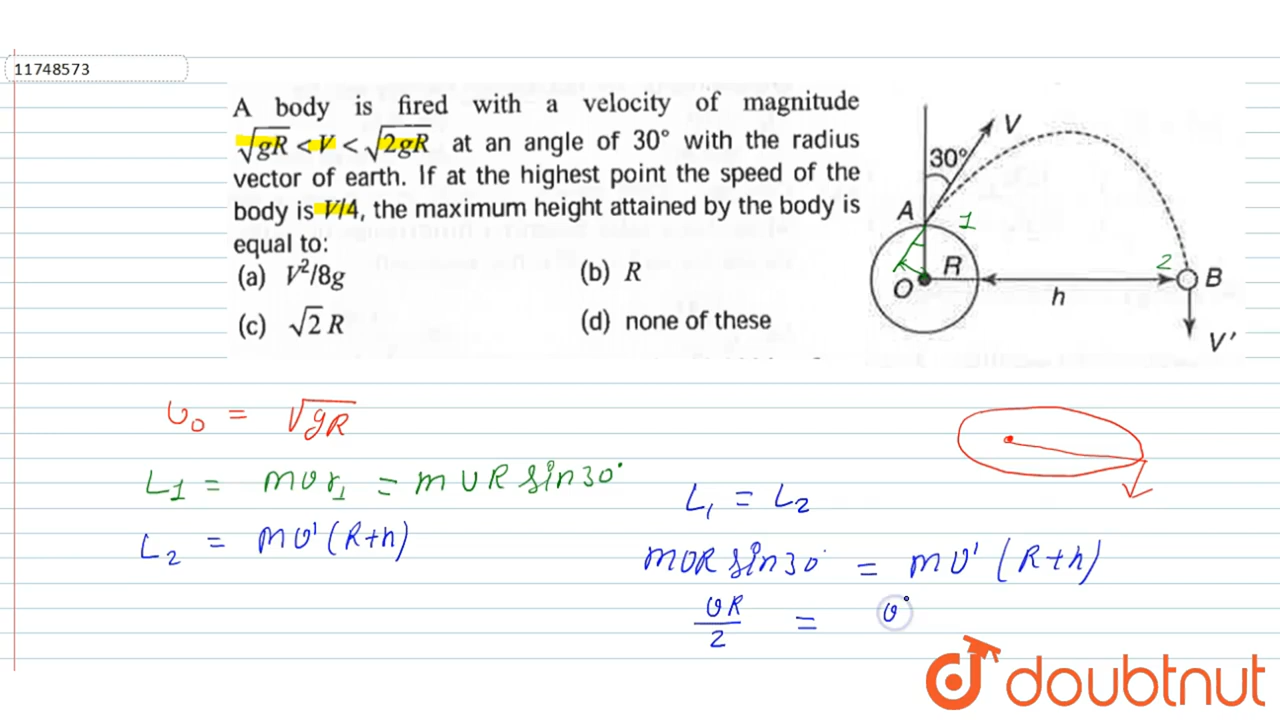 11748573
A body is fired with a velocity of magnitude
√gR < V < √2gR at an angle of 30° with the radius
vector of earth. If at the highest point the speed of the
body is V/4, the maximum height attained by the body is
equal to:
(a) V²/8g
(b) R
(c) √2 R
(d) none of these
V
30°
A
1
O
R
2
B
h
V′
υ₀ = √gR
L₁ = mυr⊥ = mυR sin30°
L₂ = mυ'(R+h)
L₁ = L₂
mυR sin30° = mυ' (R+h)
υR/2 = υ
doubtnut